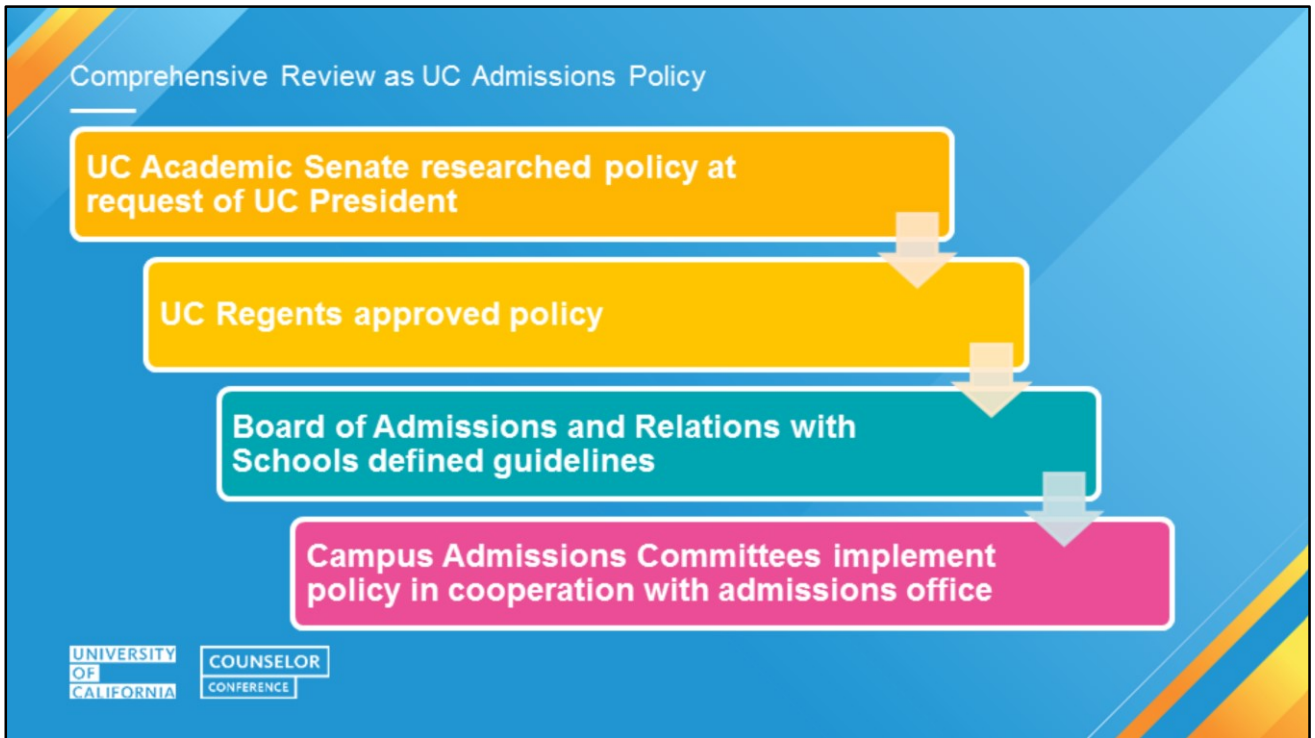 Comprehensive Review as UC Admissions Policy
UC Academic Senate researched policy at
request of UC President
UC Regents approved policy
Board of Admissions and Relations with
Schools defined guidelines
Campus Admissions Committees implement
policy in cooperation with admissions office
UNIVERSITY
OF
CALIFORNIA
COUNSELOR
CONFERENCE